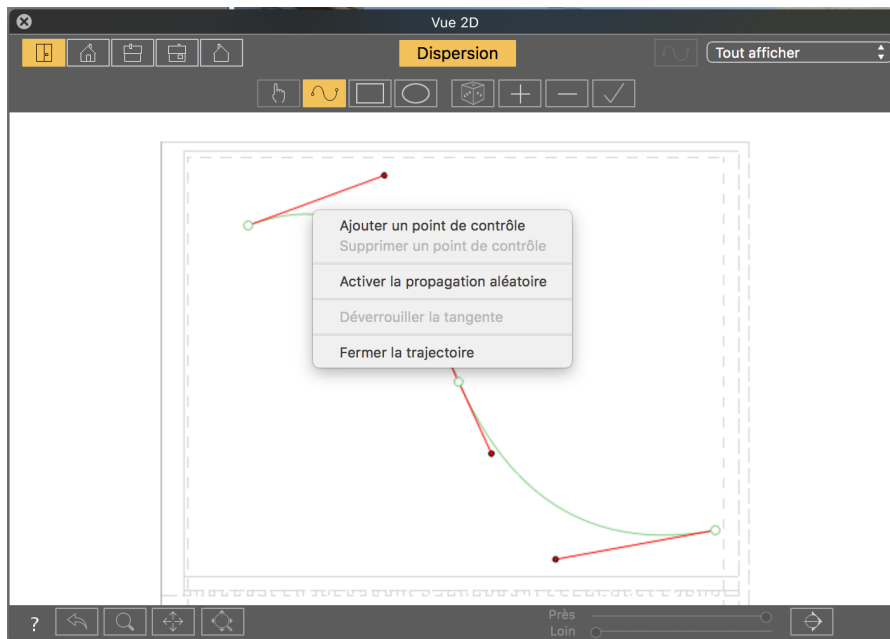 Vue 2D
Dispersion
Tout afficher
Ajouter un point de contrôle
Supprimer un point de contrôle
Activer la propagation aléatoire
Déverrouiller la tangente
Fermer la trajectoire
?
Près
Loin